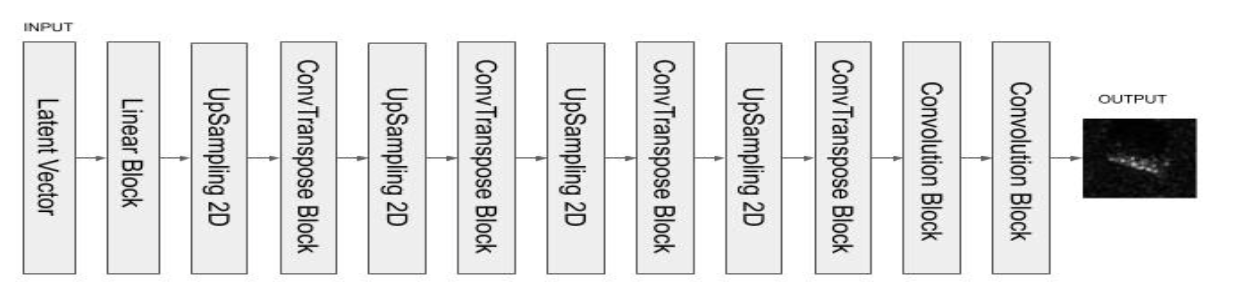 INPUT
Latent Vector
Linear Block
UpSampling 2D
ConvTranspose Block
UpSampling 2D
ConvTranspose Block
UpSampling 2D
ConvTranspose Block
UpSampling 2D
ConvTranspose Block
Convolution Block
Convolution Block
OUTPUT